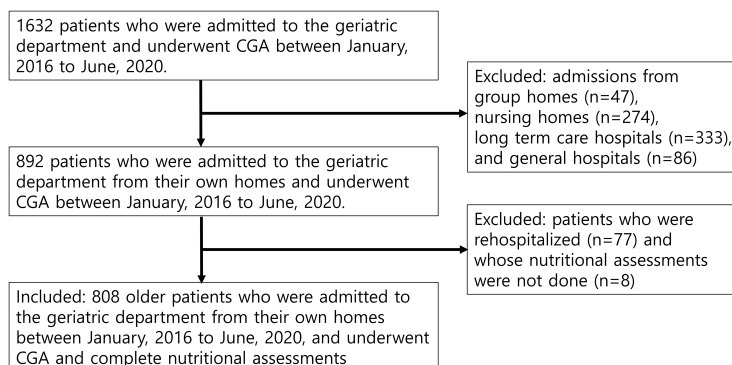 1632 patients who were admitted to the geriatric
department and underwent CGA between January,
2016 to June, 2020.
Excluded: admissions from
group homes (n=47),
nursing homes (n=274),
long term care hospitals (n=333),
and general hospitals (n=86)
892 patients who were admitted to the geriatric
department from their own homes and underwent
CGA between January, 2016 to June, 2020.
Excluded: patients who were
rehospitalized (n=77) and
whose nutritional assessments
were not done (n=8)
Included: 808 older patients who were admitted to
the geriatric department from their own homes
between January, 2016 to June, 2020, and underwent
CGA and complete nutritional assessments